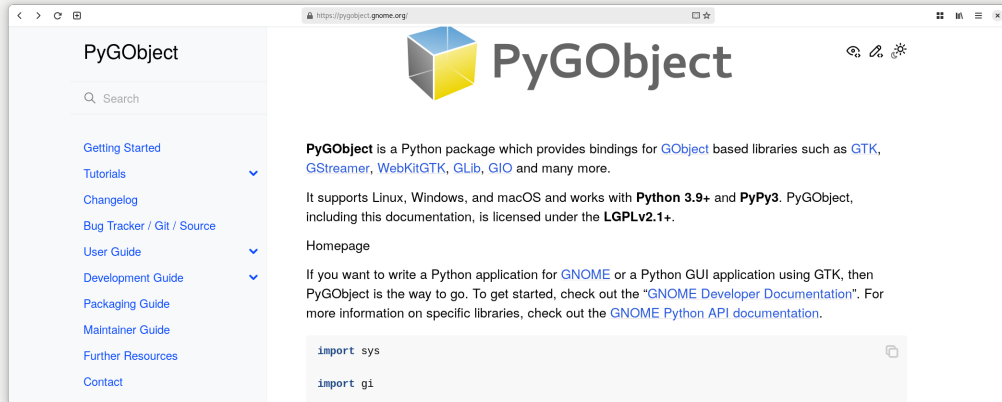 https://pygobject.gnome.org/
PyGObject
Search
Getting Started
Tutorials
Changelog
Bug Tracker / Git / Source
User Guide
Development Guide
Packaging Guide
Maintainer Guide
Further Resources
Contact
PyGObject
PyGObject is a Python package which provides bindings for GObject based libraries such as GTK,
GStreamer, WebKitGTK, GLib, GIO and many more.
It supports Linux, Windows, and macOS and works with Python 3.9+ and PyPy3. PyGObject,
including this documentation, is licensed under the LGPLv2.1+.
Homepage
If you want to write a Python application for GNOME or a Python GUI application using GTK, then
PyGObject is the way to go. To get started, check out the “GNOME Developer Documentation”. For
more information on specific libraries, check out the GNOME Python API documentation.
import sys
import gi